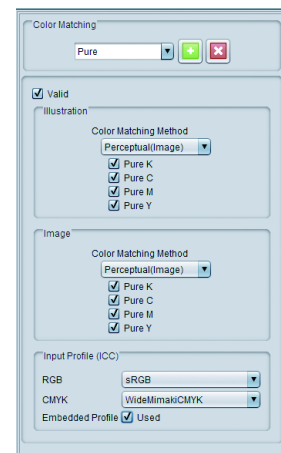 Color Matching
Pure
Valid
Illustration
Color Matching Method
Perceptual(Image)
Pure K
Pure C
Pure M
Pure Y
Image
Color Matching Method
Perceptual(Image)
Pure K
Pure C
Pure M
Pure Y
Input Profile (ICC)
RGB sRGB
CMYK WideMimakiCMYK
Embedded Profile Used